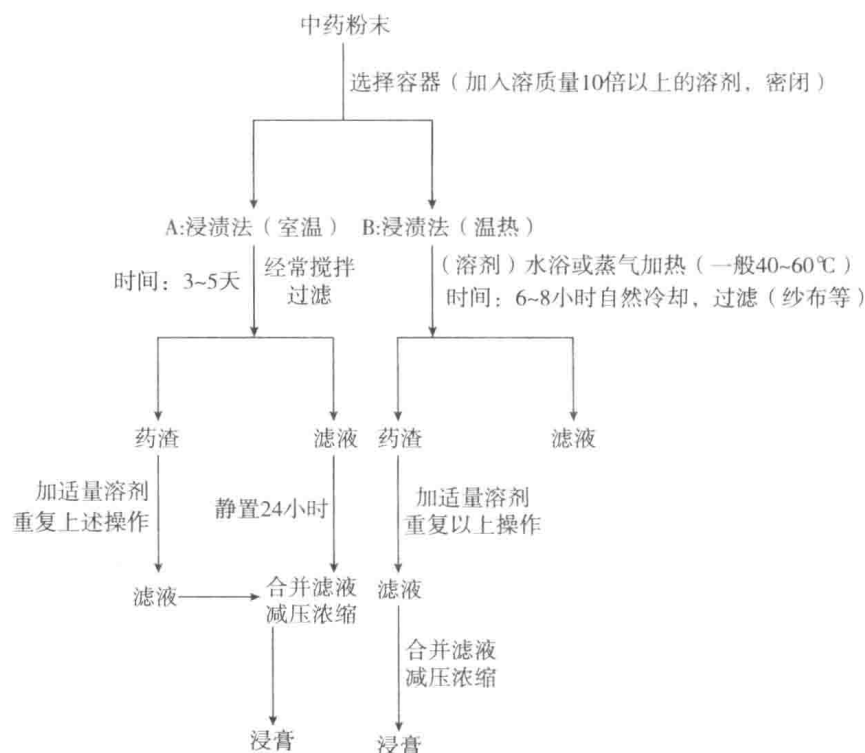 中药粉末
选择容器（加入溶质量10倍以上的溶剂，密闭）
A:浸渍法（室温）
B:浸渍法（温热）
时间：3~5天
经常搅拌
过滤
（溶剂）水浴或蒸气加热（一般40~60℃）
时间：6~8小时自然冷却，过滤（纱布等）
药渣
滤液
药渣
滤液
加适量溶剂
重复上述操作
静置24小时
加适量溶剂
重复以上操作
滤液
合并滤液
减压浓缩
滤液
合并滤液
减压浓缩
浸膏
浸膏